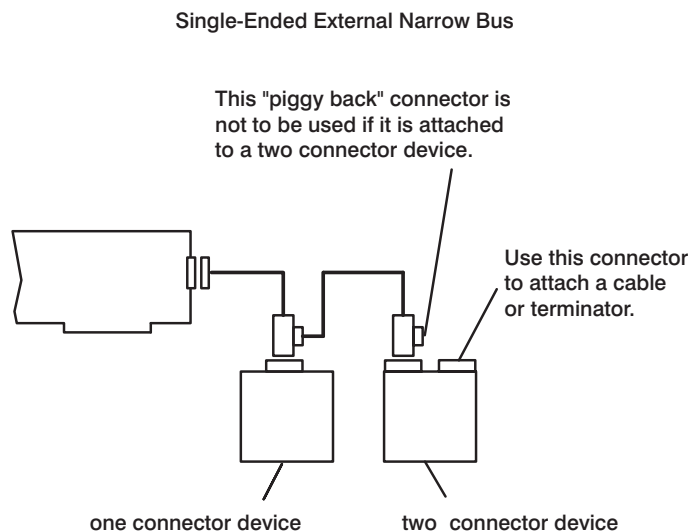 Single-Ended External Narrow Bus
This "piggy back" connector is
not to be used if it is attached
to a two connector device.
Use this connector
to attach a cable
or terminator.
one connector device
two connector device